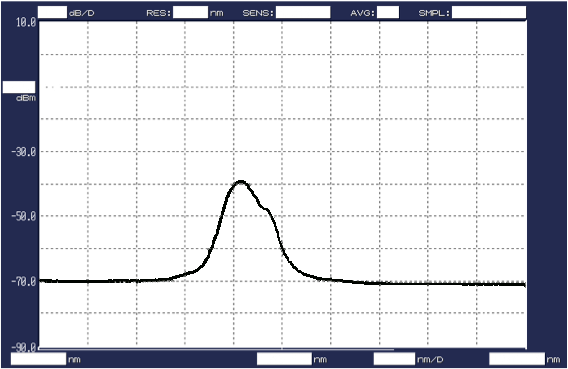 dB/D RES: nm SENS: AVG: SMPL:
10.0
dBm
-30.0
-50.0
-70.0
-90.0
nm nm nm/D nm